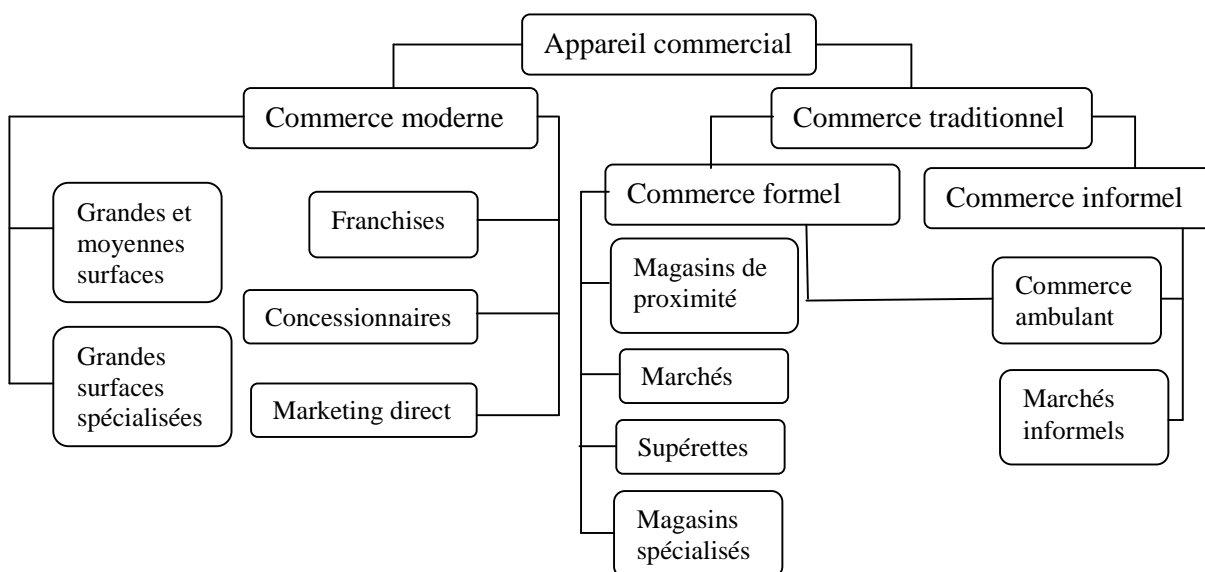 Appareil commercial
Commerce moderne
Commerce traditionnel
Grandes et
moyennes
surfaces
Grandes
surfaces
spécialisées
Franchises
Concessionnaires
Marketing direct
Commerce formel
Magasins de
proximité
Marchés
Supérettes
Magasins
spécialisés
Commerce informel
Commerce
ambulant
Marchés
informels